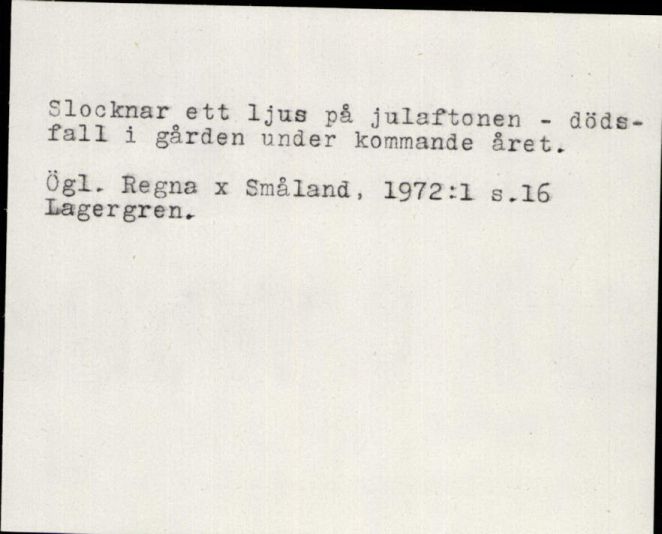 Slocknar ett ljus på julaftonen - döds-
fall i gården under kommande året.
Ögl. Regna x Småland, 1972:1 s.16
Lagergren.